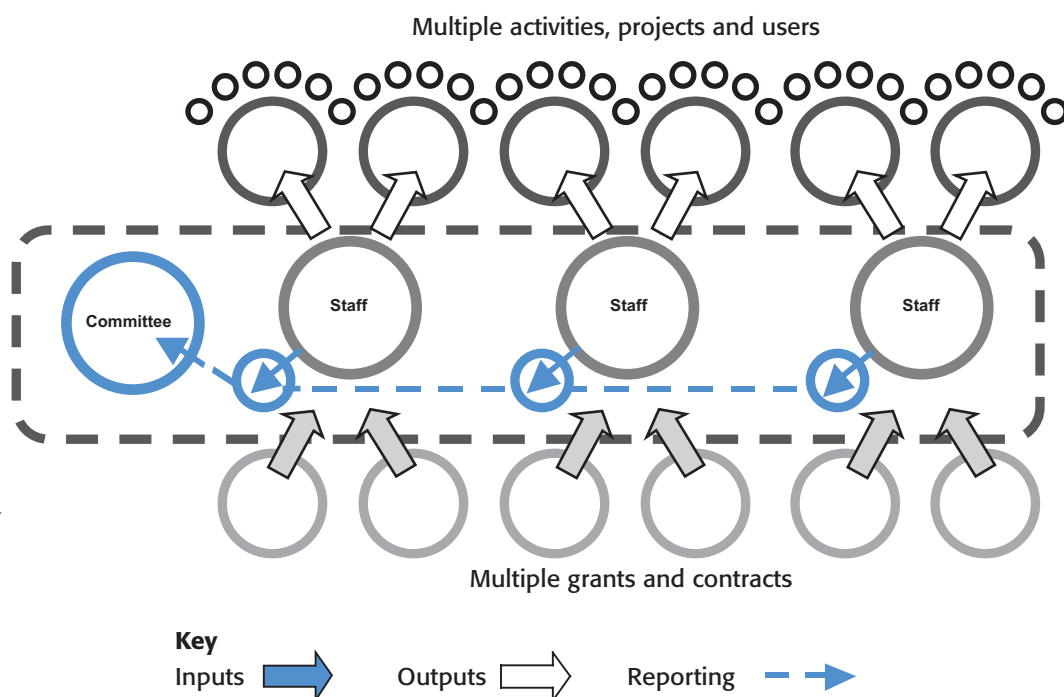 Multiple activities, projects and users
Committee
Staff
Staff
Staff
Multiple grants and contracts
Key
Inputs
Outputs
Reporting